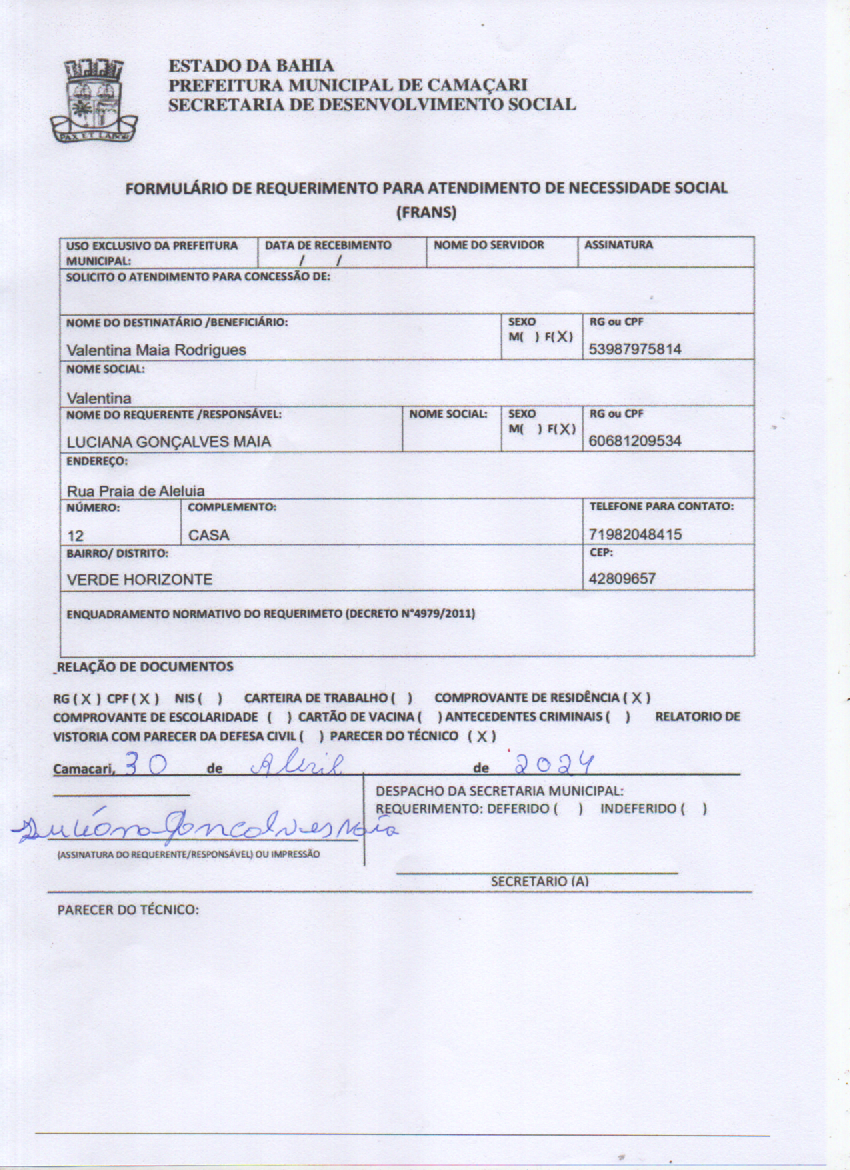 ESTADO DA BAHIA
PREFEITURA MUNICIPAL DE CAMAÇARI
SECRETARIA DE DESENVOLVIMENTO SOCIAL
PAX ET LABOR
FORMULÁRIO DE REQUERIMENTO PARA ATENDIMENTO DE NECESSIDADE SOCIAL
(FRANS)
USO EXCLUSIVO DA PREFEITURA MUNICIPAL: DATA DE RECEBIMENTO / / NOME DO SERVIDOR ASSINATURA
SOLICITO O ATENDIMENTO PARA CONCESSÃO DE:
NOME DO DESTINATÁRIO /BENEFICIÁRIO: SEXO RG ou CPF
M( ) F(X)
Valentina Maia Rodrigues 53987975814
NOME SOCIAL:
Valentina
NOME DO REQUERENTE /RESPONSÁVEL: NOME SOCIAL: SEXO RG ou CPF
M( ) F(X)
LUCIANA GONÇALVES MAIA 60681209534
ENDEREÇO:
Rua Praia de Aleluia
NÚMERO: COMPLEMENTO: TELEFONE PARA CONTATO:
12 CASA 71982048415
BAIRRO/ DISTRITO: CEP:
VERDE HORIZONTE 42809657
ENQUADRAMENTO NORMATIVO DO REQUERIMETO (DECRETO N°4979/2011)
RELAÇÃO DE DOCUMENTOS
RG ( X ) CPF ( X ) NIS ( ) CARTEIRA DE TRABALHO ( ) COMPROVANTE DE RESIDÊNCIA ( X )
COMPROVANTE DE ESCOLARIDADE ( ) CARTÃO DE VACINA ( ) ANTECEDENTES CRIMINAIS ( ) RELATORIO DE
VISTORIA COM PARECER DA DEFESA CIVIL ( ) PARECER DO TÉCNICO ( X )
Camacari, 30 de Abril de 2024
DESPACHO DA SECRETARIA MUNICIPAL:
REQUERIMENTO: DEFERIDO ( ) INDEFERIDO ( )
Luciana Gonçalves Maia
(ASSINATURA DO REQUERENTE/RESPONSÁVEL) OU IMPRESSÃO
SECRETARIO (A)
PARECER DO TÉCNICO: